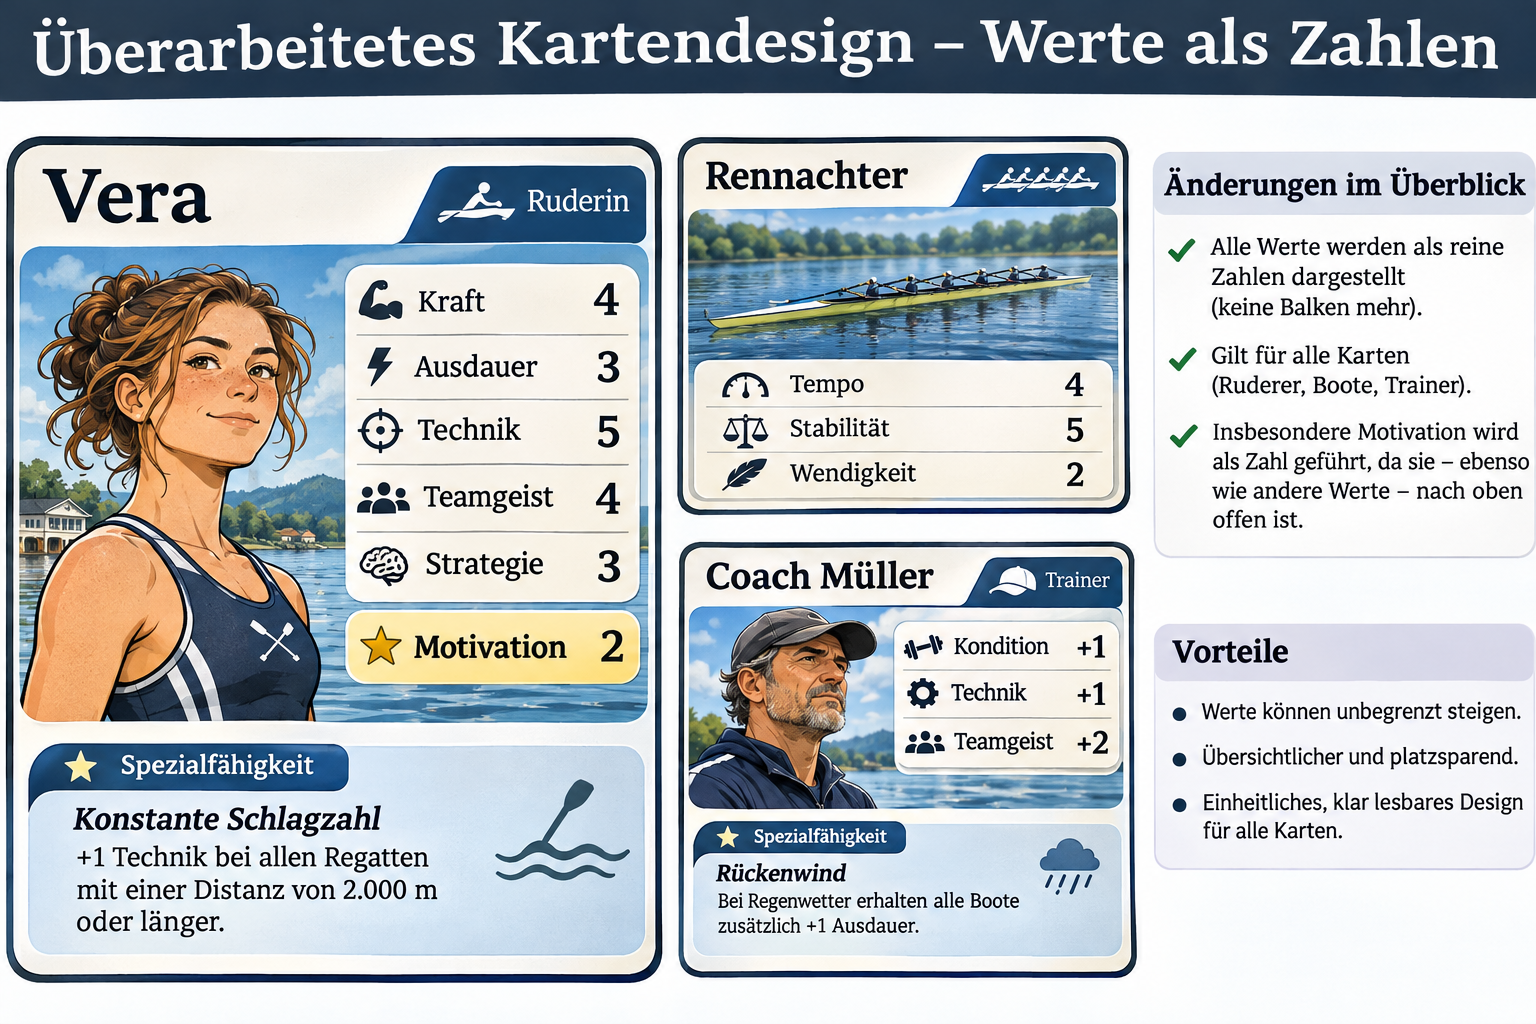 Überarbeitetes Kartendesign – Werte als Zahlen
Vera
Ruderin
Kraft 4
Ausdauer 3
Technik 5
Teamgeist 4
Strategie 3
Motivation 2
Spezialfähigkeit
Konstante Schlagzahl
+1 Technik bei allen Regatten
mit einer Distanz von 2.000 m
oder länger.
Rennachter
Tempo 4
Stabilität 5
Wendigkeit 2
Coach Müller
Trainer
Kondition +1
Technik +1
Teamgeist +2
Spezialfähigkeit
Rückenwind
Bei Regenwetter erhalten alle Boote
zusätzlich +1 Ausdauer.
Änderungen im Überblick
Alle Werte werden als reine
Zahlen dargestellt
(keine Balken mehr).
Gilt für alle Karten
(Ruderer, Boote, Trainer).
Insbesondere Motivation wird
als Zahl geführt, da sie – ebenso
wie andere Werte – nach oben
offen ist.
Vorteile
Werte können unbegrenzt steigen.
Übersichtlicher und platzsparend.
Einheitliches, klar lesbares Design
für alle Karten.